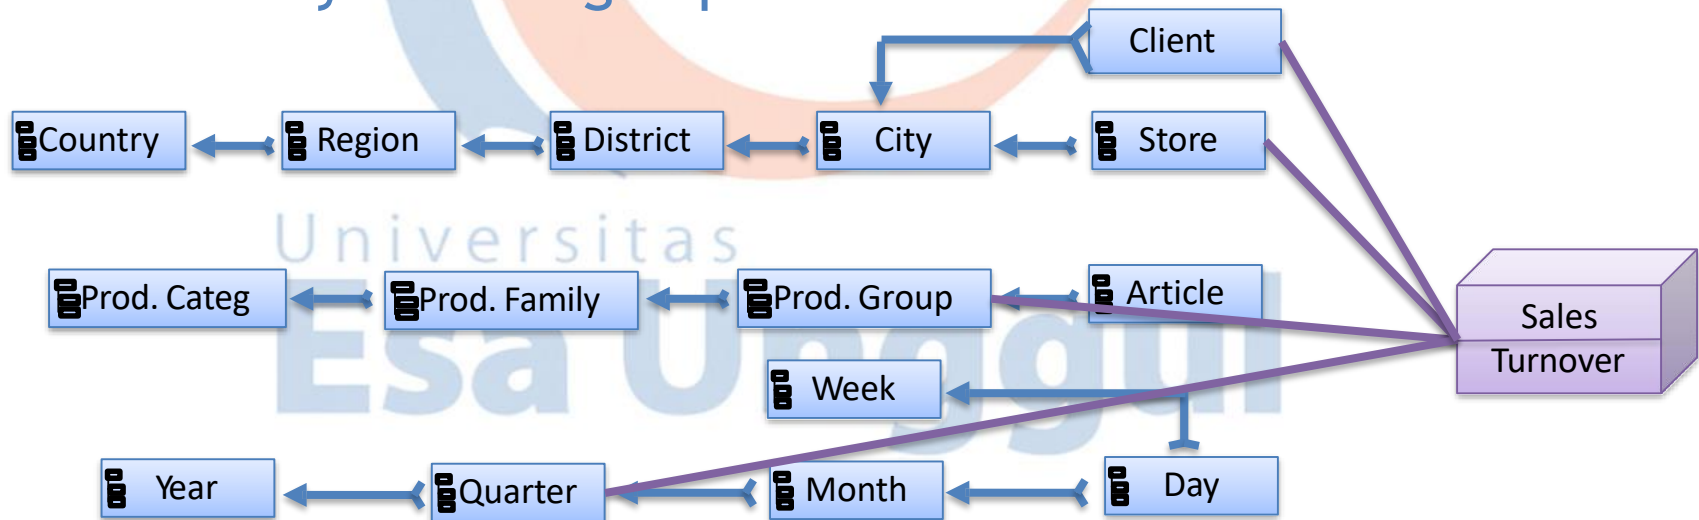 Client
Country
Region
District
City
Store
Universitas
Esa Unggul
Prod. Categ
Prod. Family
Prod. Group
Article
Sales
Turnover
Week
Year
Quarter
Month
Day